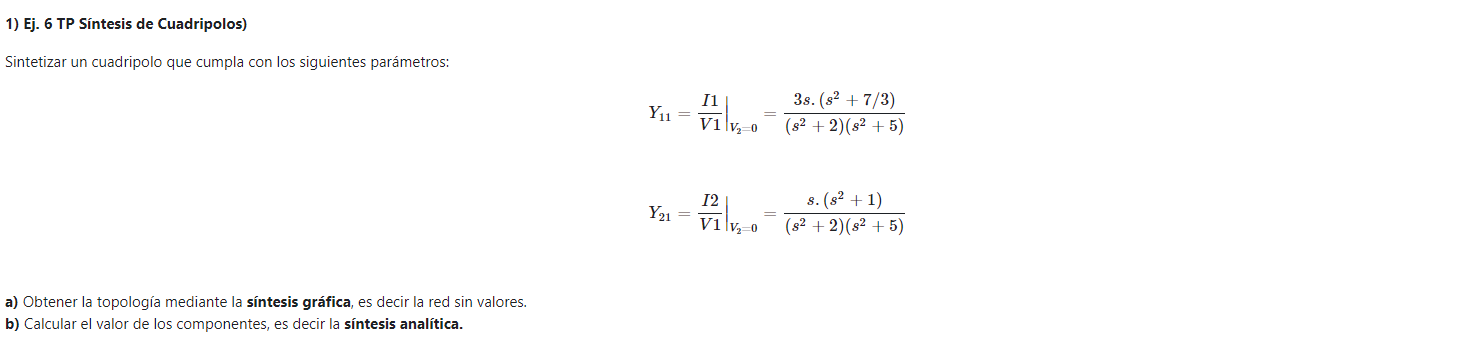 1) Ej. 6 TP Síntesis de Cuadripolos)
Sintetizar un cuadripolo que cumpla con los siguientes parámetros:
Y₁₁ = I1/V1 |V₂=0 = 3s.(s² + 7/3) / (s² + 2)(s² + 5)
Y₂₁ = I2/V1 |V₂=0 = s.(s² + 1) / (s² + 2)(s² + 5)
a) Obtener la topología mediante la síntesis gráfica, es decir la red sin valores.
b) Calcular el valor de los componentes, es decir la síntesis analítica.